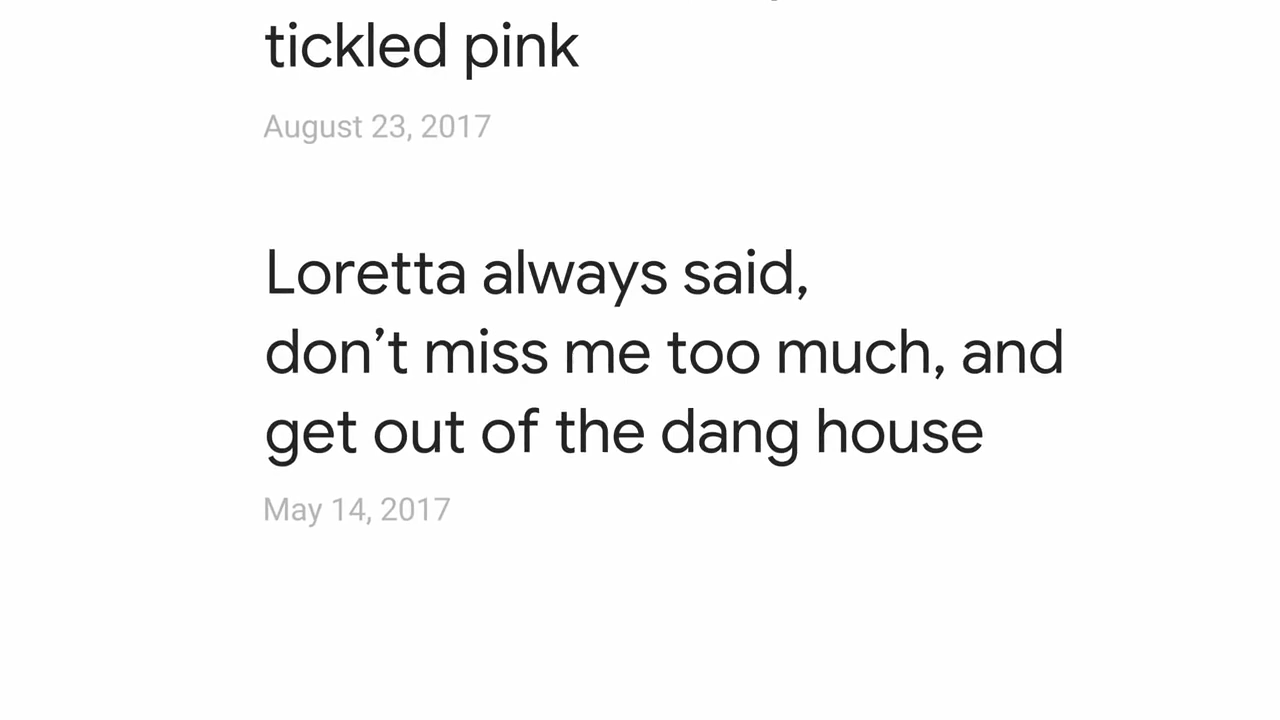 tickled pink
August 23, 2017
Loretta always said,
don’t miss me too much, and
get out of the dang house
May 14, 2017